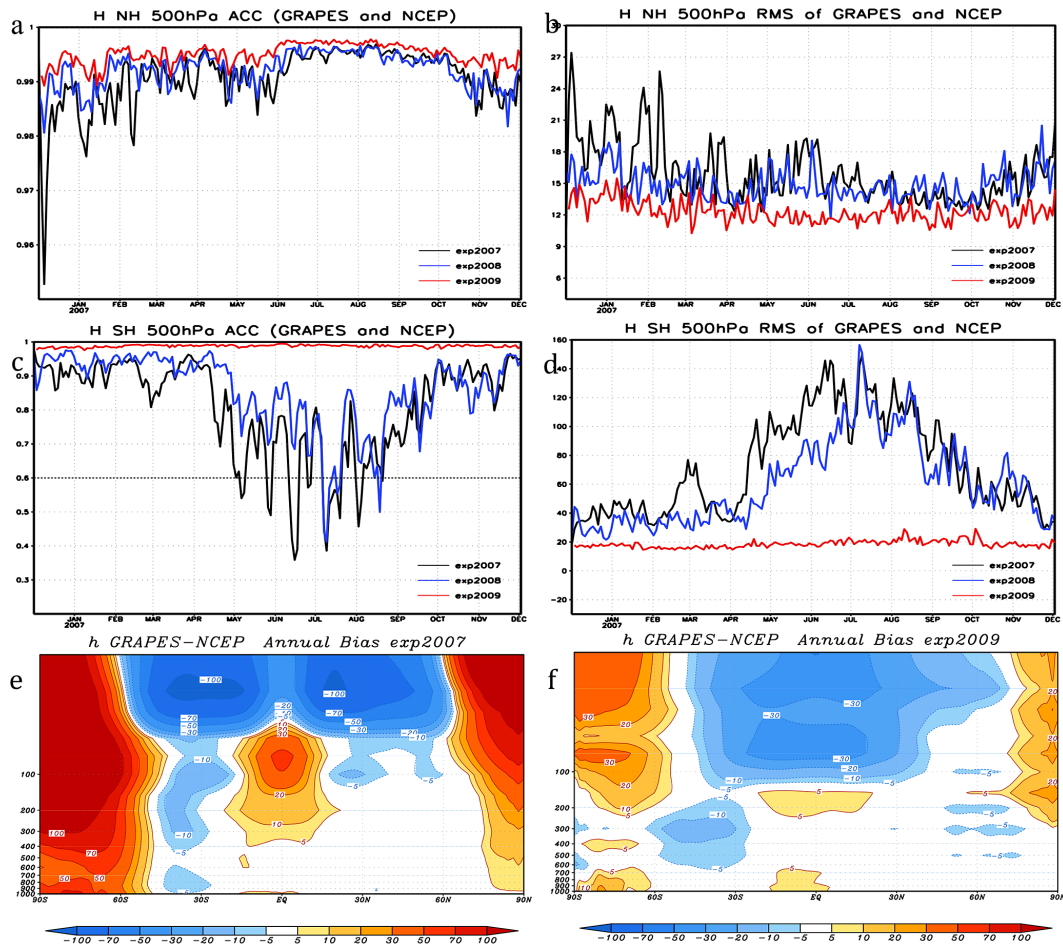 a
H NH 500hPa ACC (GRAPES and NCEP)
1
0.99
0.98
0.97
0.96
exp2007
exp2008
exp2009
JAN FEB MAR APR MAY JUN JUL AUG SEP OCT NOV DEC
2007
b
H NH 500hPa RMS of GRAPES and NCEP
30
27
24
21
18
15
12
9
6
exp2007
exp2008
exp2009
JAN FEB MAR APR MAY JUN JUL AUG SEP OCT NOV DEC
2007
c
H SH 500hPa ACC (GRAPES and NCEP)
1
0.9
0.8
0.7
0.6
0.5
0.4
0.3
exp2007
exp2008
exp2009
JAN FEB MAR APR MAY JUN JUL AUG SEP OCT NOV DEC
2007
d
H SH 500hPa RMS of GRAPES and NCEP
160
140
120
100
80
60
40
20
0
-20
exp2007
exp2008
exp2009
JAN FEB MAR APR MAY JUN JUL AUG SEP OCT NOV DEC
2007
e
h GRAPES-NCEP Annual Bias exp2007
100
200
300
400
500
600
700
800
900
1000
90S 60S 30S EQ 30N 60N 90N
-100 -70 -50 -30 -20 -10 -5 5 10 20 30 50 70 100
f
h GRAPES-NCEP Annual Bias exp2009
100
200
300
400
500
600
700
800
900
1000
90S 60S 30S EQ 30N 60N 90N
-100 -70 -50 -30 -20 -10 -5 5 10 20 30 50 70 100